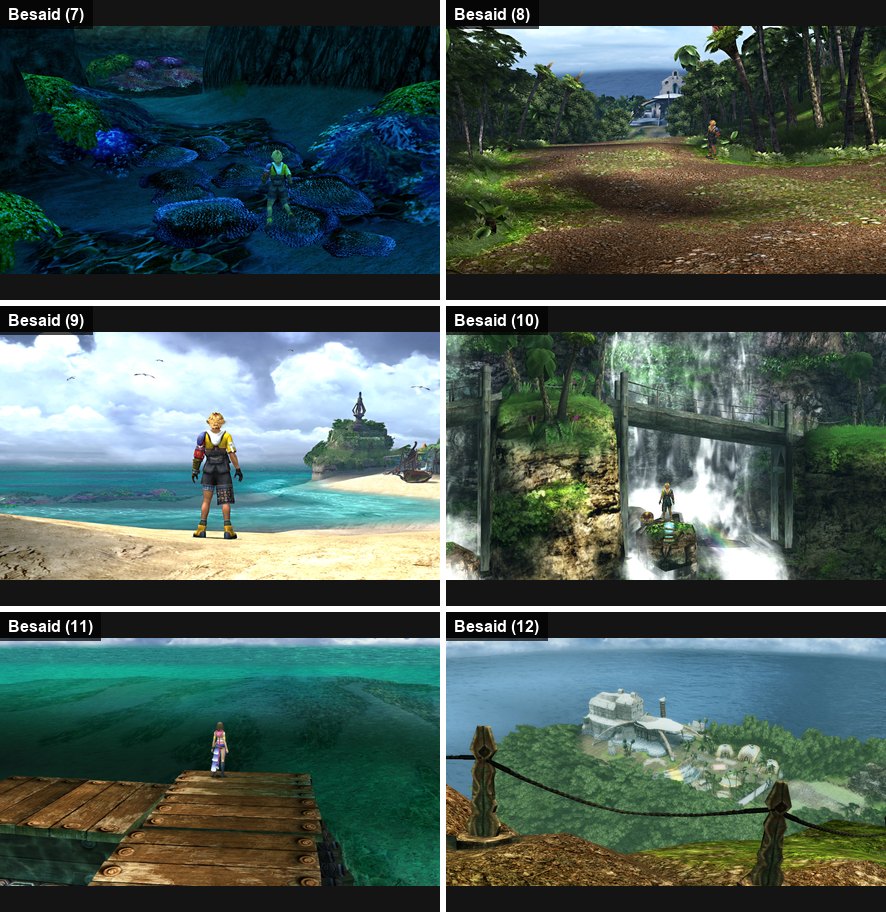 Besaid (7)
Besaid (8)
Besaid (9)
Besaid (10)
Besaid (11)
Besaid (12)